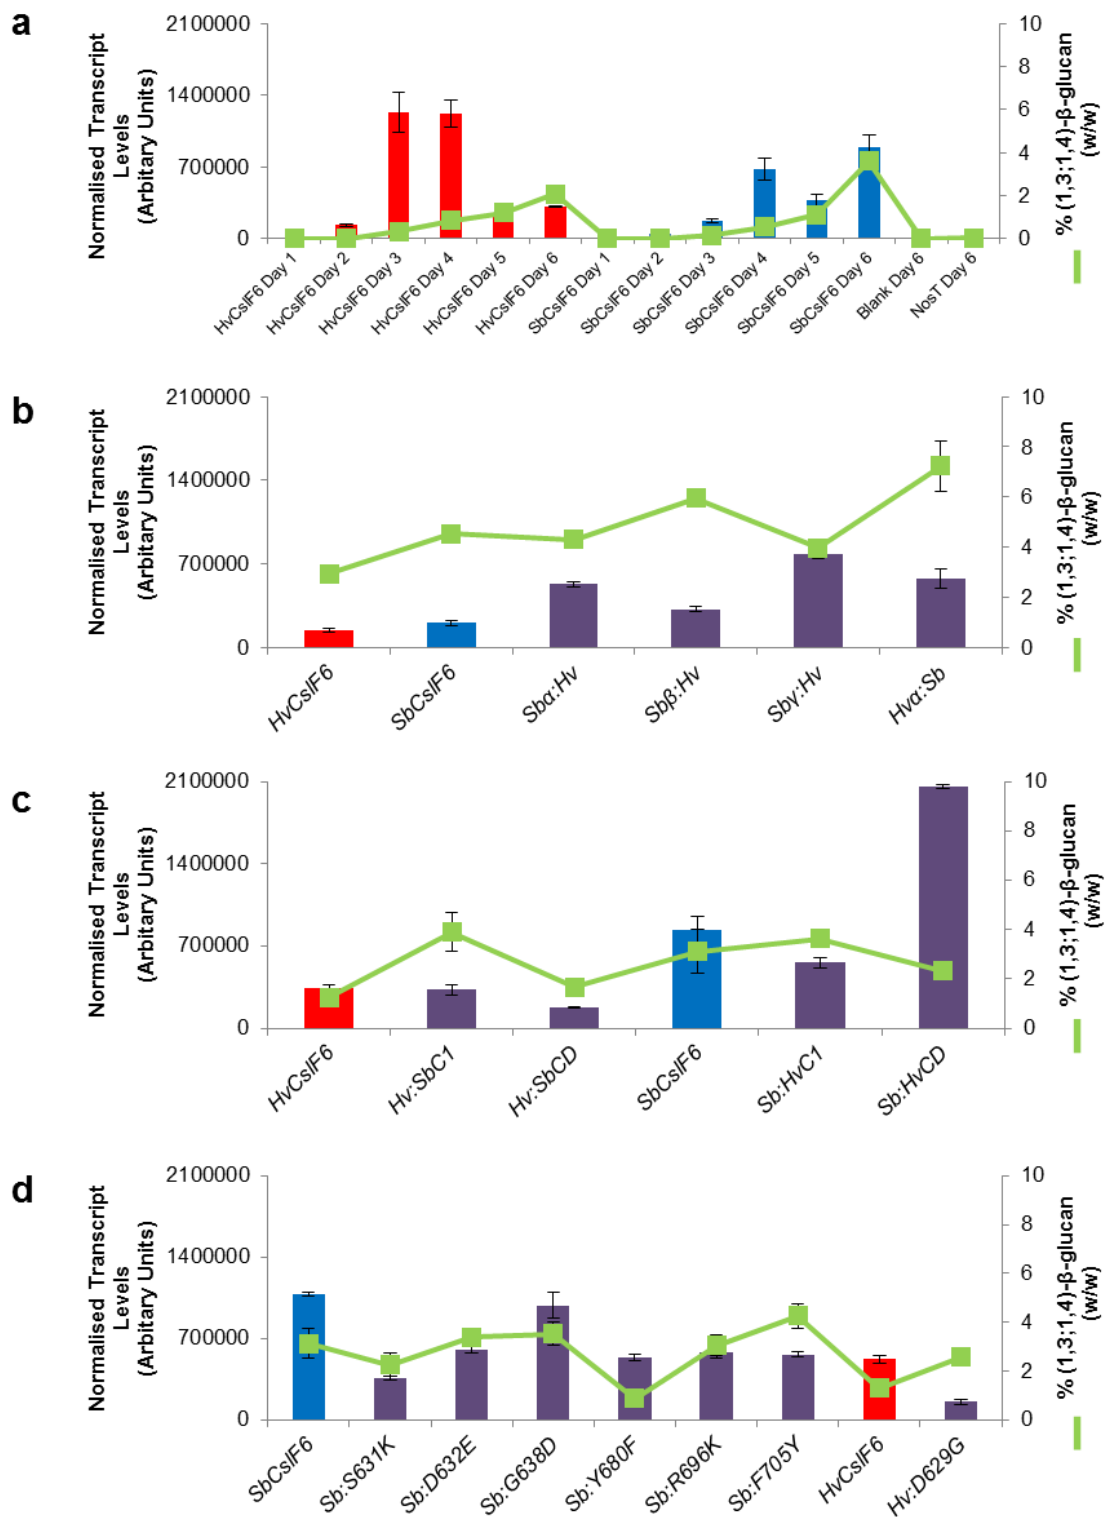 a
Normalised Transcript
Levels
(Arbitary Units)
2100000
1400000
700000
0
10
8
6
4
2
0
% (1,3;1,4)-β-glucan
(w/w)
HvCslF6 Day 1
HvCslF6 Day 2
HvCslF6 Day 3
HvCslF6 Day 4
HvCslF6 Day 5
HvCslF6 Day 6
SbCslF6 Day 1
SbCslF6 Day 2
SbCslF6 Day 3
SbCslF6 Day 4
SbCslF6 Day 5
SbCslF6 Day 6
Blank Day 6
NosT Day 6
b
Normalised Transcript
Levels
(Arbitary Units)
2100000
1400000
700000
0
10
8
6
4
2
0
% (1,3;1,4)-β-glucan
(w/w)
HvCslF6
SbCslF6
Sbα:Hv
Sbβ:Hv
Sbγ:Hv
Hvα:Sb
c
Normalised Transcript
Levels
(Arbitary Units)
2100000
1400000
700000
0
10
8
6
4
2
0
% (1,3;1,4)-β-glucan
(w/w)
HvCslF6
Hv:SbC1
Hv:SbCD
SbCslF6
Sb:HvC1
Sb:HvCD
d
Normalised Transcript
Levels
(Arbitary Units)
2100000
1400000
700000
0
10
8
6
4
2
0
% (1,3;1,4)-β-glucan
(w/w)
SbCslF6
Sb:S631K
Sb:D632E
Sb:G638D
Sb:Y680F
Sb:R696K
Sb:F705Y
HvCslF6
Hv:D629G